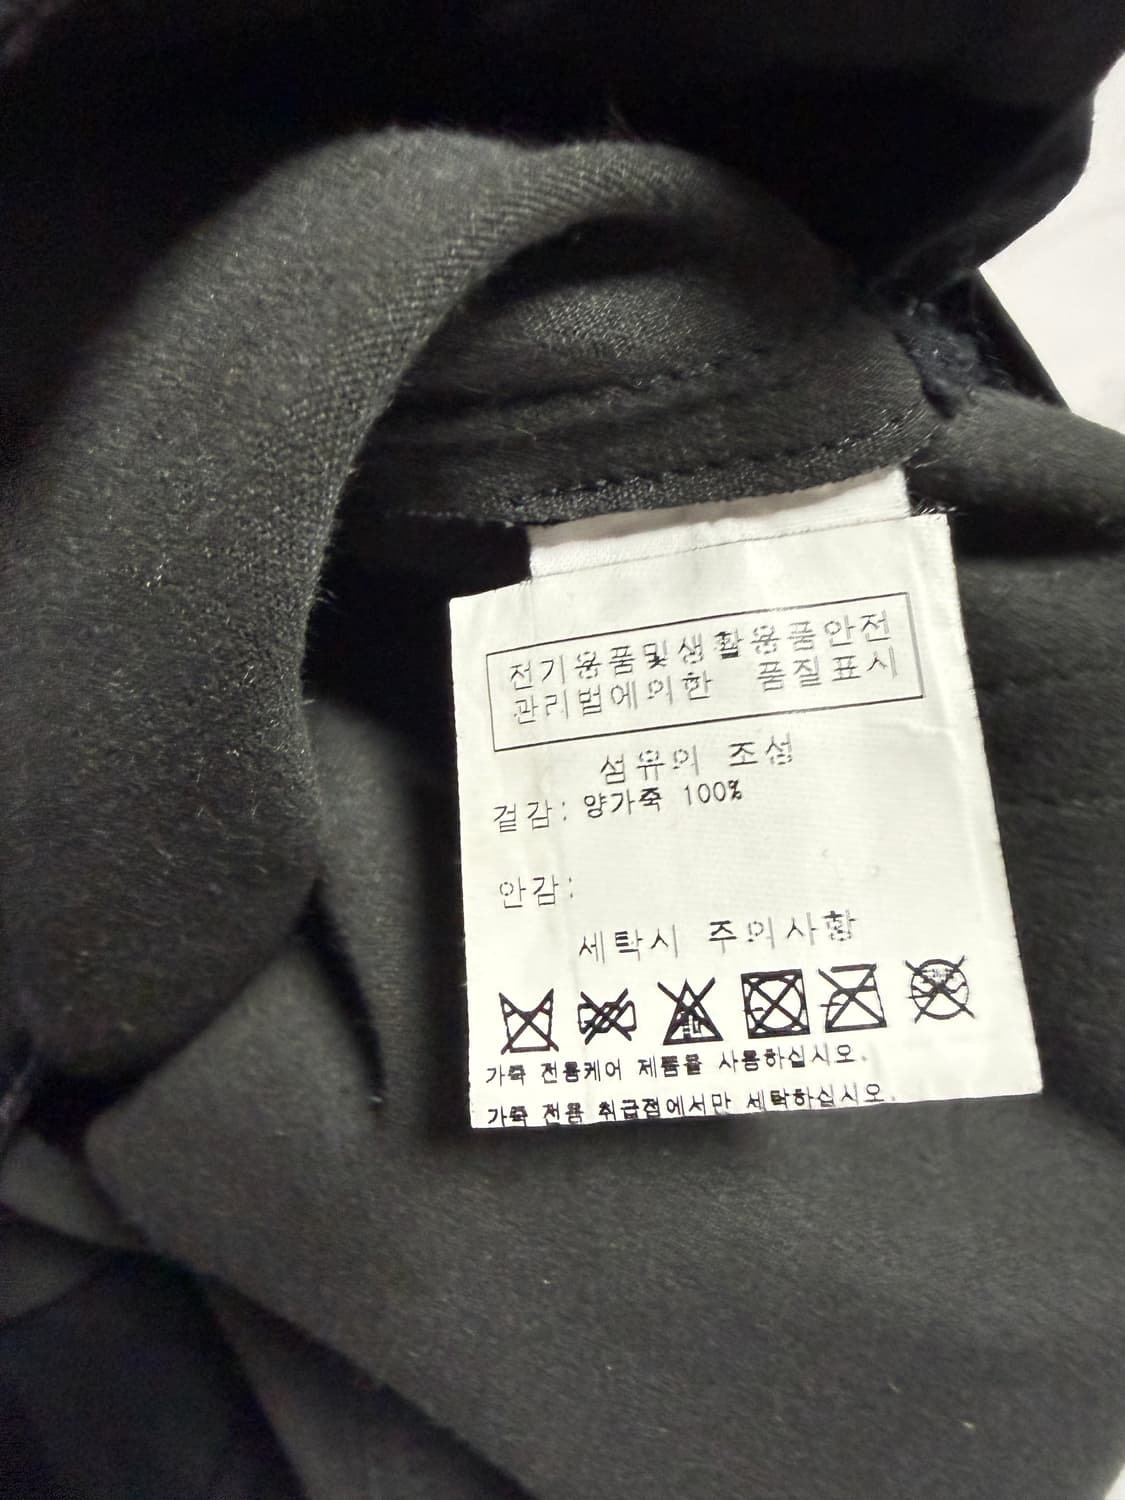 전기용품및생활용품안전
관리법에의한 품질표시
섬유의 조성
겉감: 양가죽 100%
안감:
세탁시 주의사항
가죽 전용케어 제품을 사용하십시오.
가죽 전용 취급점에서만 세탁하십시오.